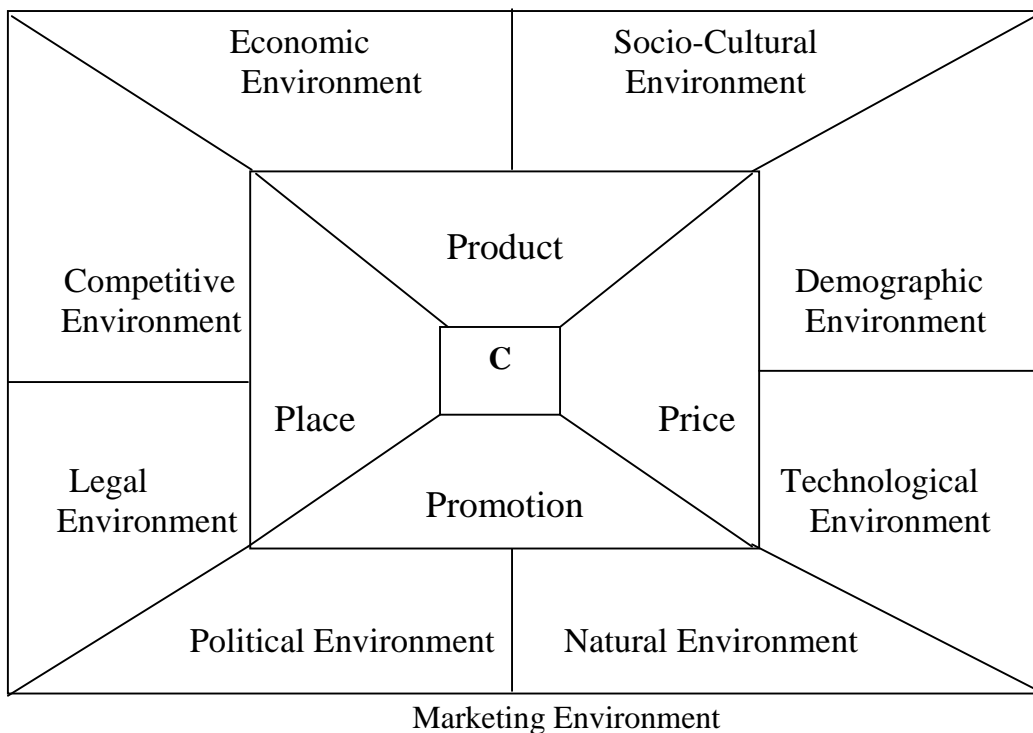 Economic
Environment
Socio-Cultural
Environment
Competitive
Environment
Product
Demographic
Environment
C
Place
Price
Legal
Environment
Promotion
Technological
Environment
Political Environment
Natural Environment
Marketing Environment